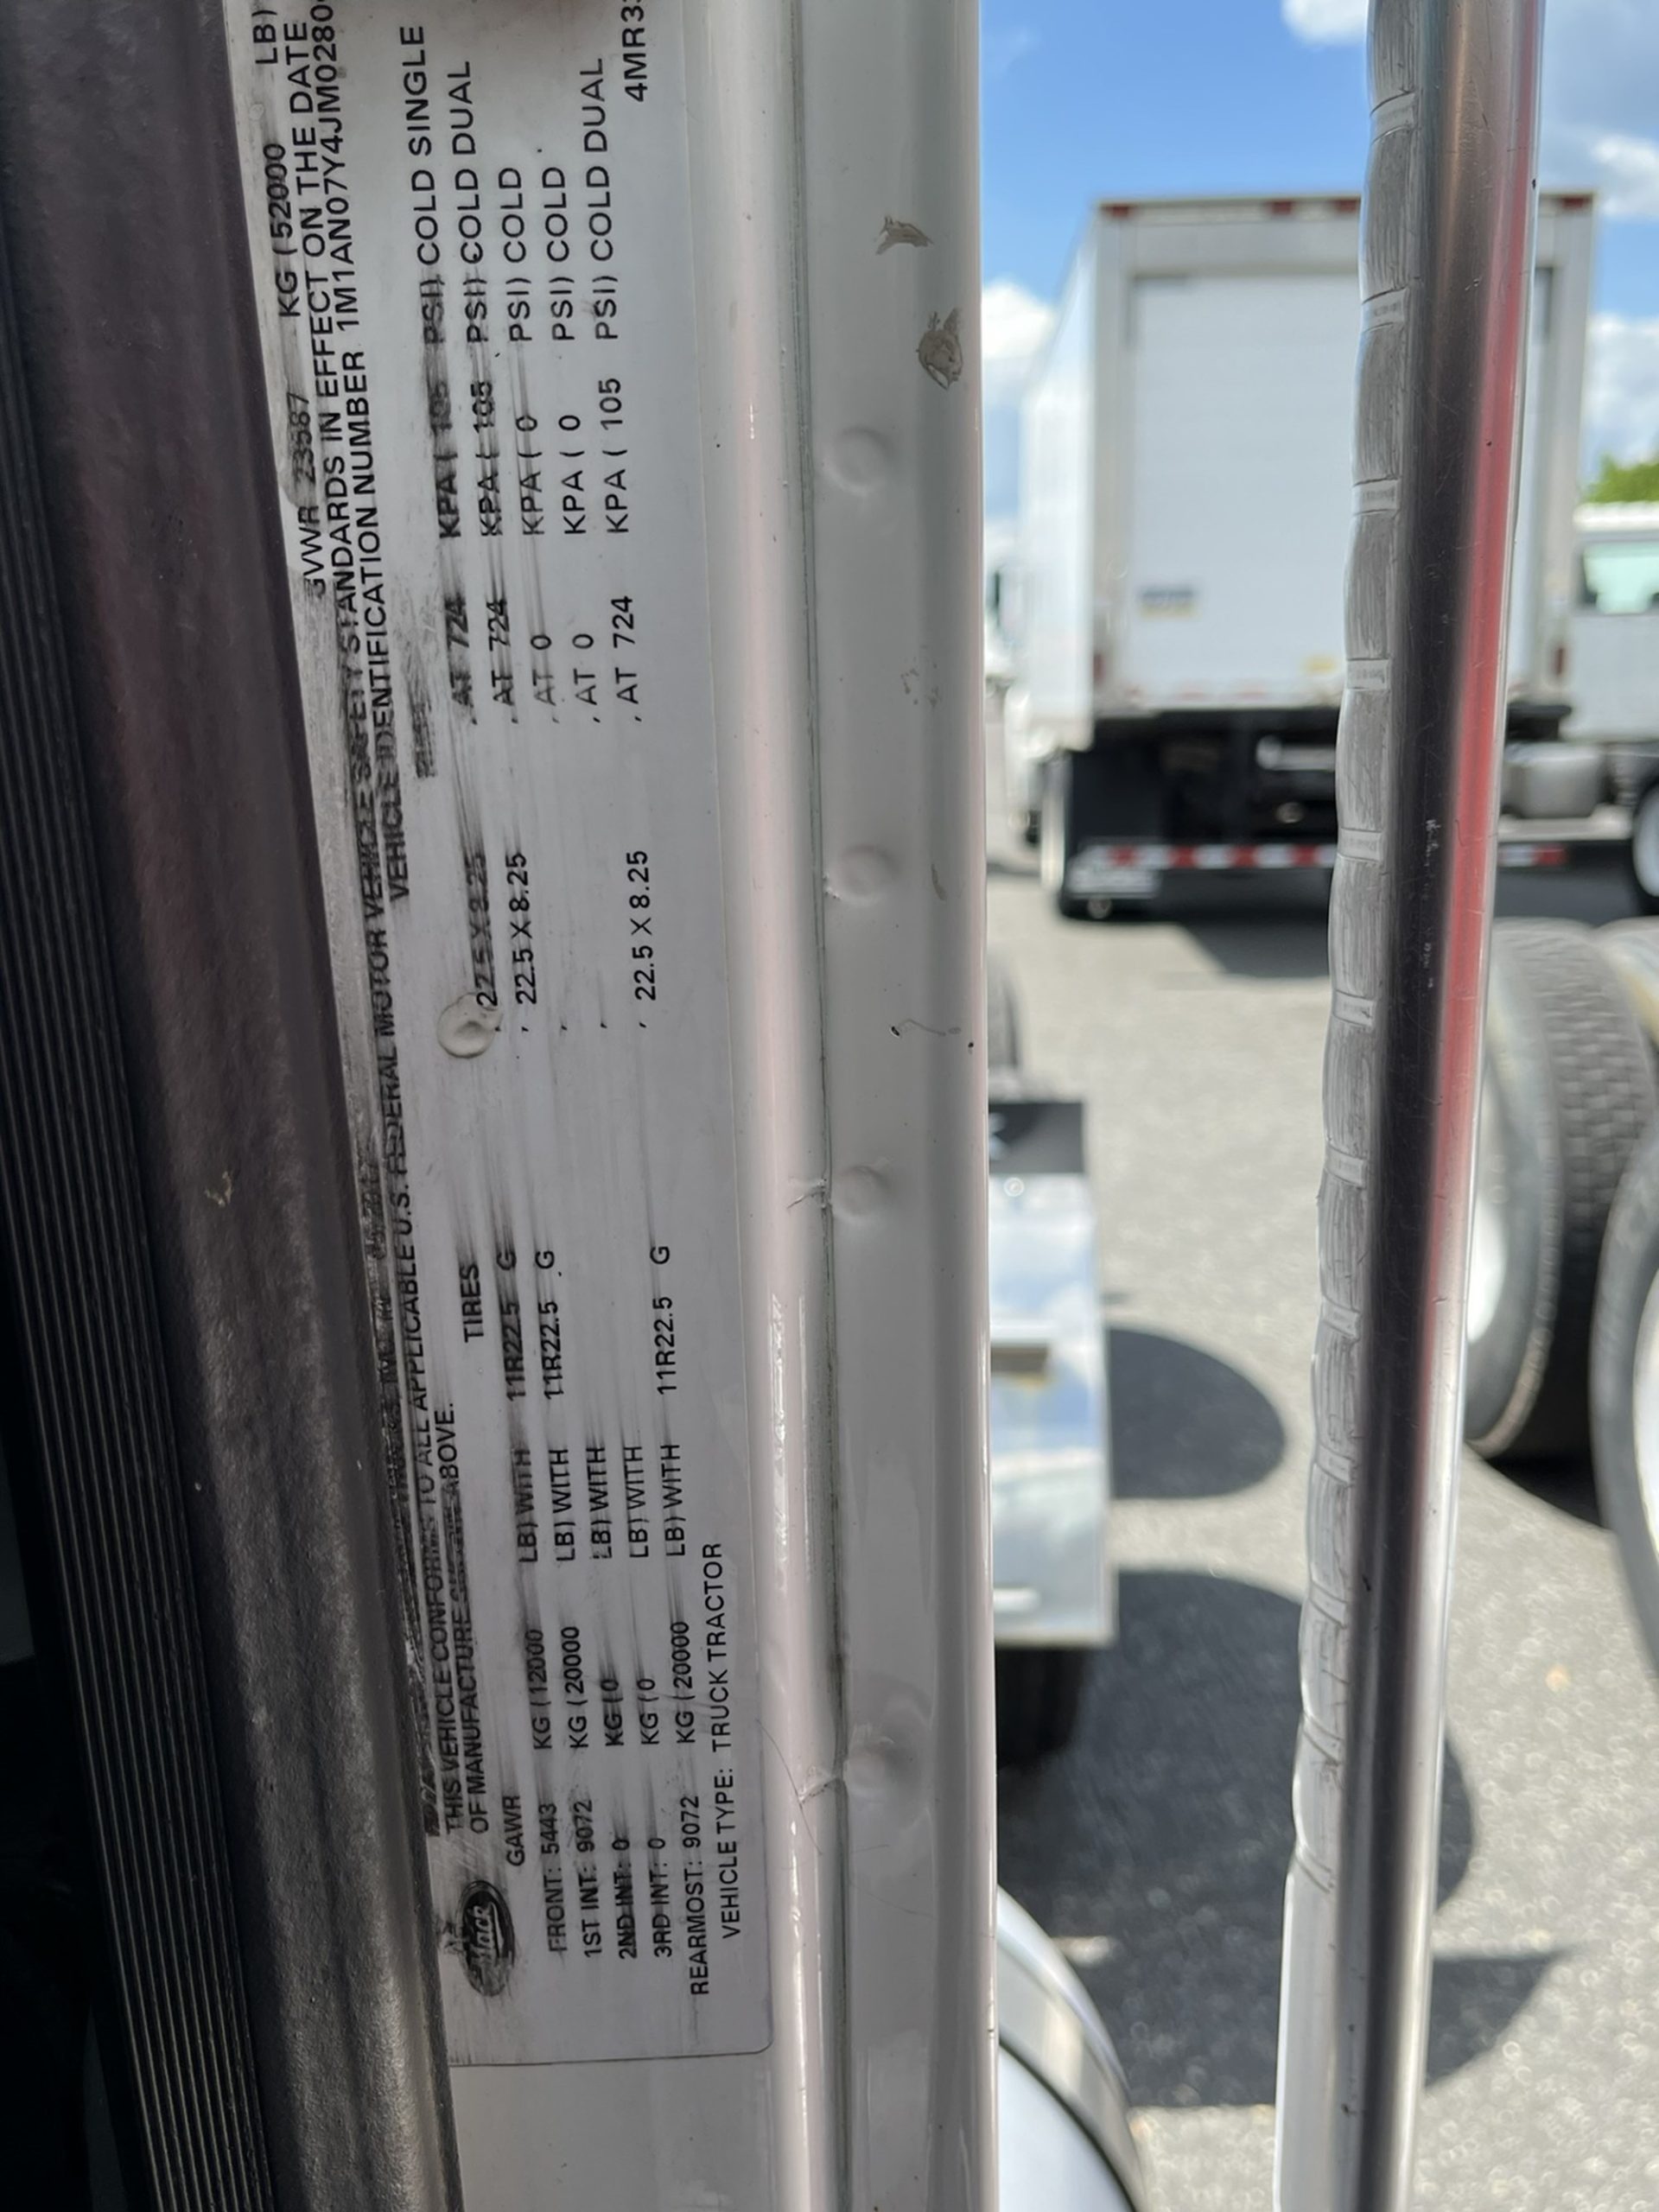 GVWR 23587 KG (52000 LB)
THIS VEHICLE CONFORMS TO ALL APPLICABLE U.S. FEDERAL MOTOR VEHICLE SAFETY STANDARDS IN EFFECT ON THE DATE
OF MANUFACTURE ABOVE. VEHICLE IDENTIFICATION NUMBER 1M1AN07Y4JM0280
Mack
GAWR TIRES
FRONT: 5443 KG (12000 LB) WITH 11R22.5 G , 22.5 X 8.25 , AT 724 KPA ( 105 PSI) COLD SINGLE
1ST INT: 9072 KG (20000 LB) WITH 11R22.5 G , 22.5 X 8.25 , AT 724 KPA ( 105 PSI) COLD DUAL
2ND INT: 0 KG (0 LB) WITH , , AT 0 KPA ( 0 PSI) COLD
3RD INT: 0 KG (0 LB) WITH , , AT 0 KPA ( 0 PSI) COLD
REARMOST: 9072 KG (20000 LB) WITH 11R22.5 G , 22.5 X 8.25 , AT 724 KPA ( 105 PSI) COLD DUAL
VEHICLE TYPE: TRUCK TRACTOR 4MR33